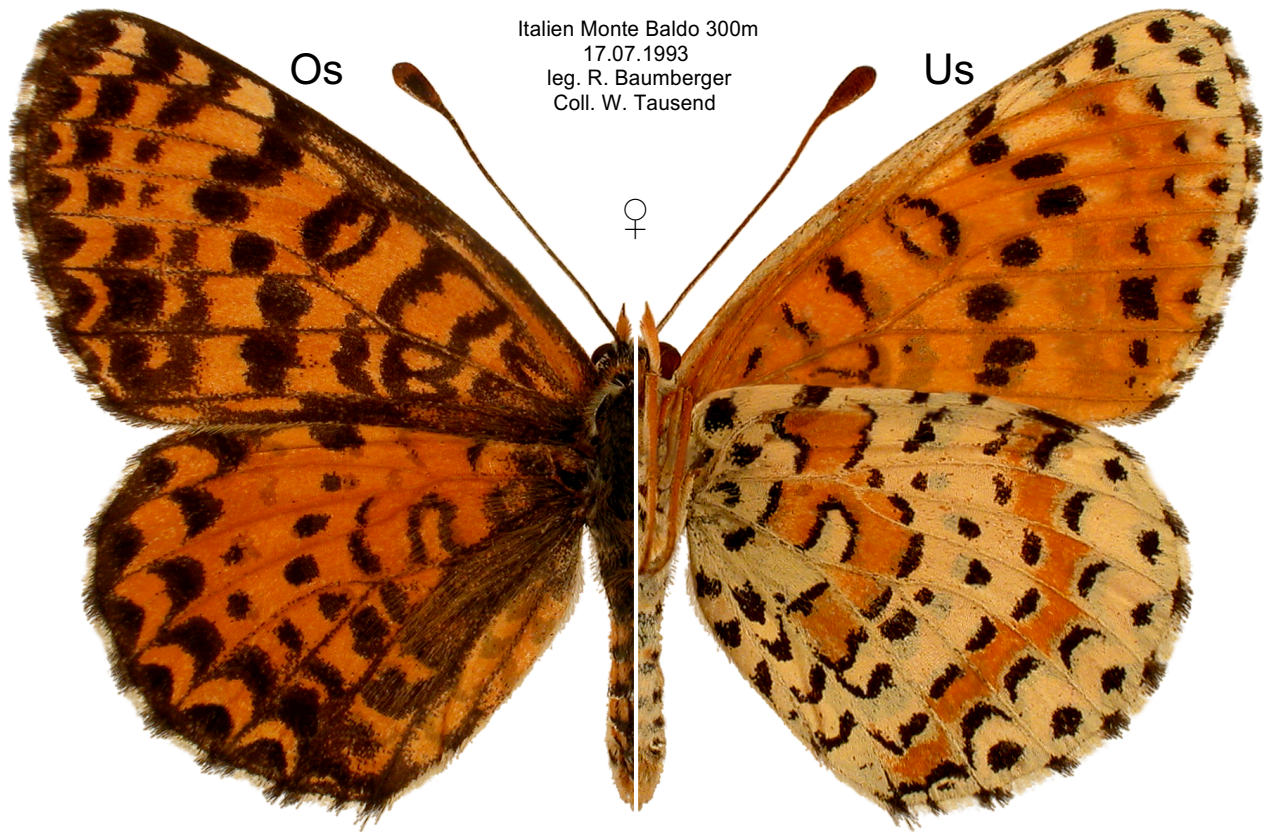 Italien Monte Baldo 300m
17.07.1993
leg. R. Baumberger
Coll. W. Tausend
Os
Us
♀